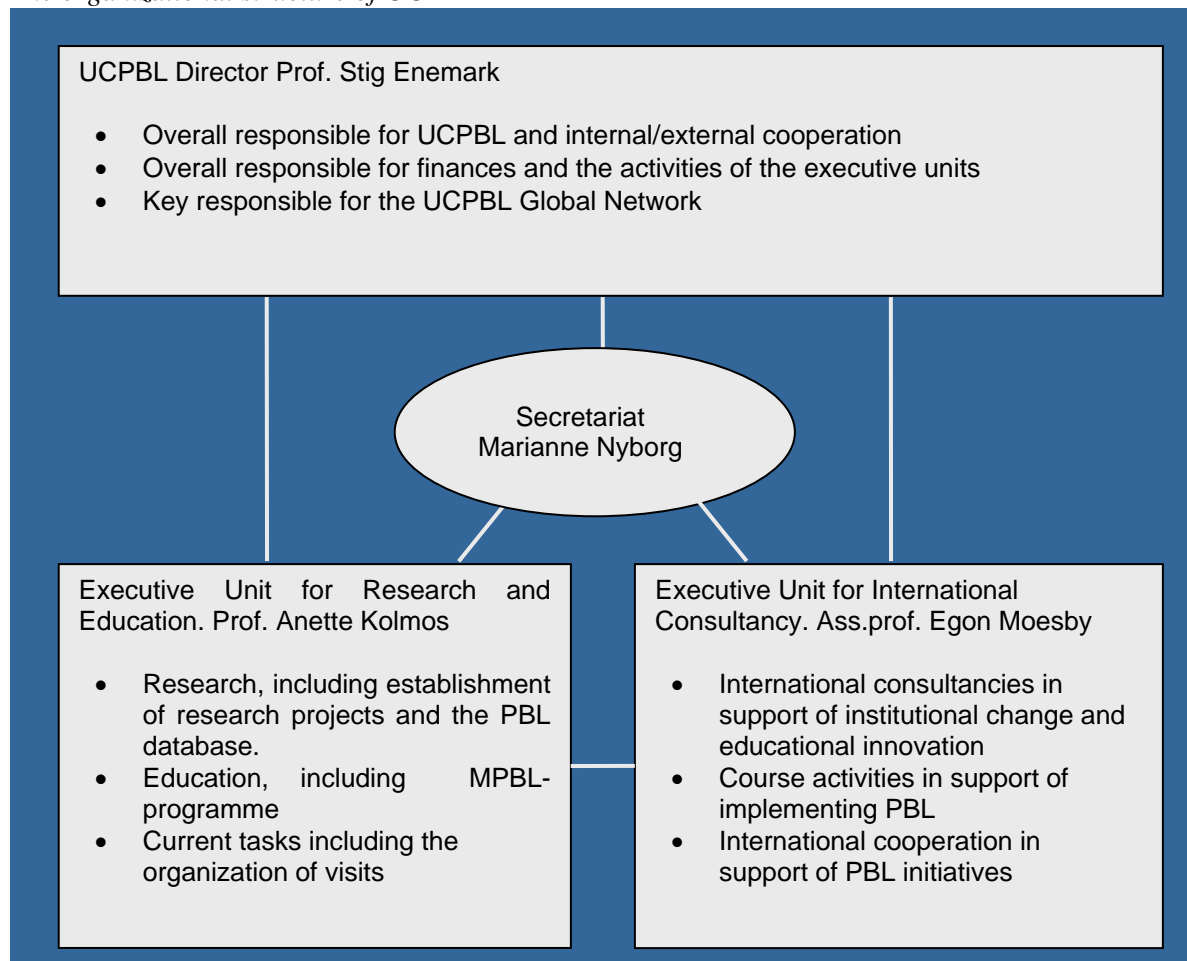 UCPBL Director Prof. Stig Enemark
• Overall responsible for UCPBL and internal/external cooperation
• Overall responsible for finances and the activities of the executive units
• Key responsible for the UCPBL Global Network
Secretariat
Marianne Nyborg
Executive Unit for Research and
Education. Prof. Anette Kolmos
• Research, including establishment
of research projects and the PBL
database.
• Education, including MPBL-
programme
• Current tasks including the
organization of visits
Executive Unit for International
Consultancy. Ass.prof. Egon Moesby
• International consultancies in
support of institutional change and
educational innovation
• Course activities in support of
implementing PBL
• International cooperation in
support of PBL initiatives